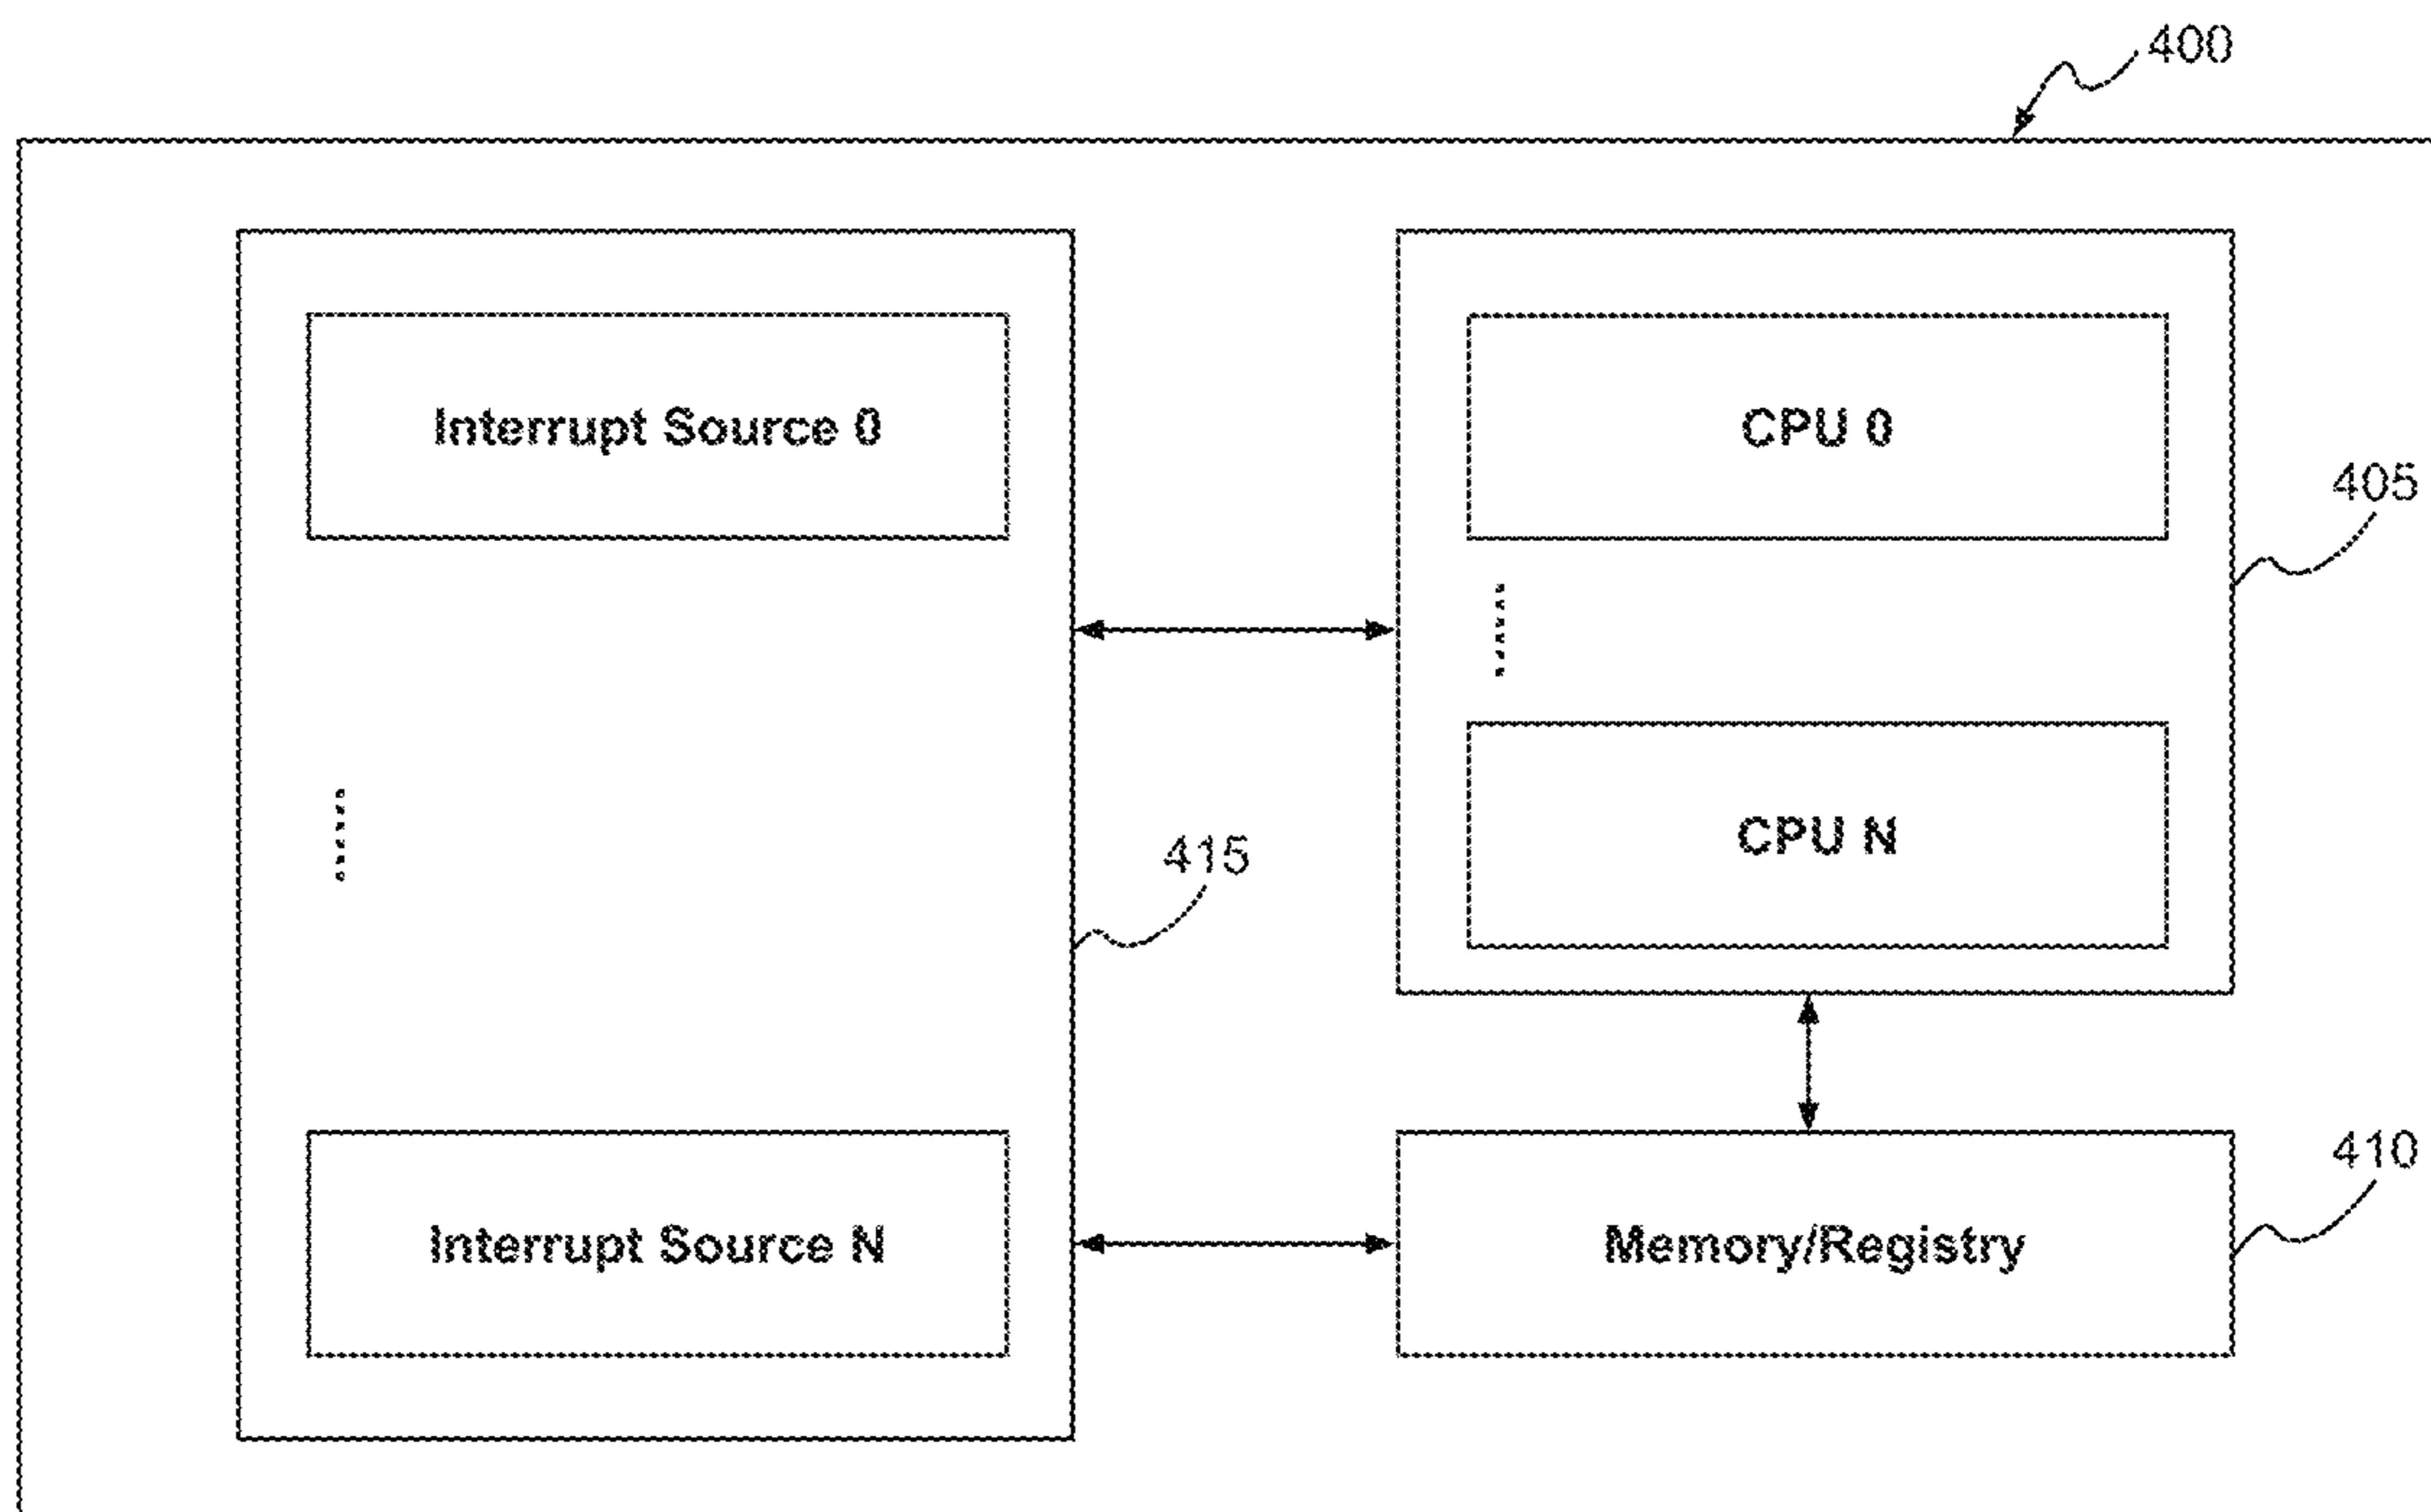 400
Interrupt Source 0
CPU 0
405
CPU N
415
Interrupt Source N
Memory/Registry
410